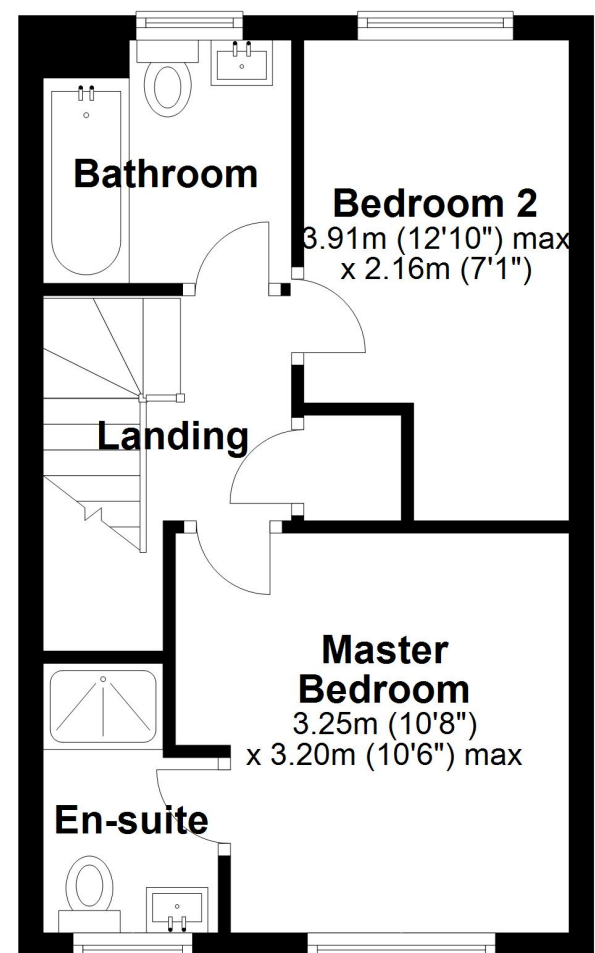 Bathroom
Bedroom 2
3.91m (12'10") max
x 2.16m (7'1")
Landing
Master
Bedroom
3.25m (10'8")
x 3.20m (10'6") max
En-suite